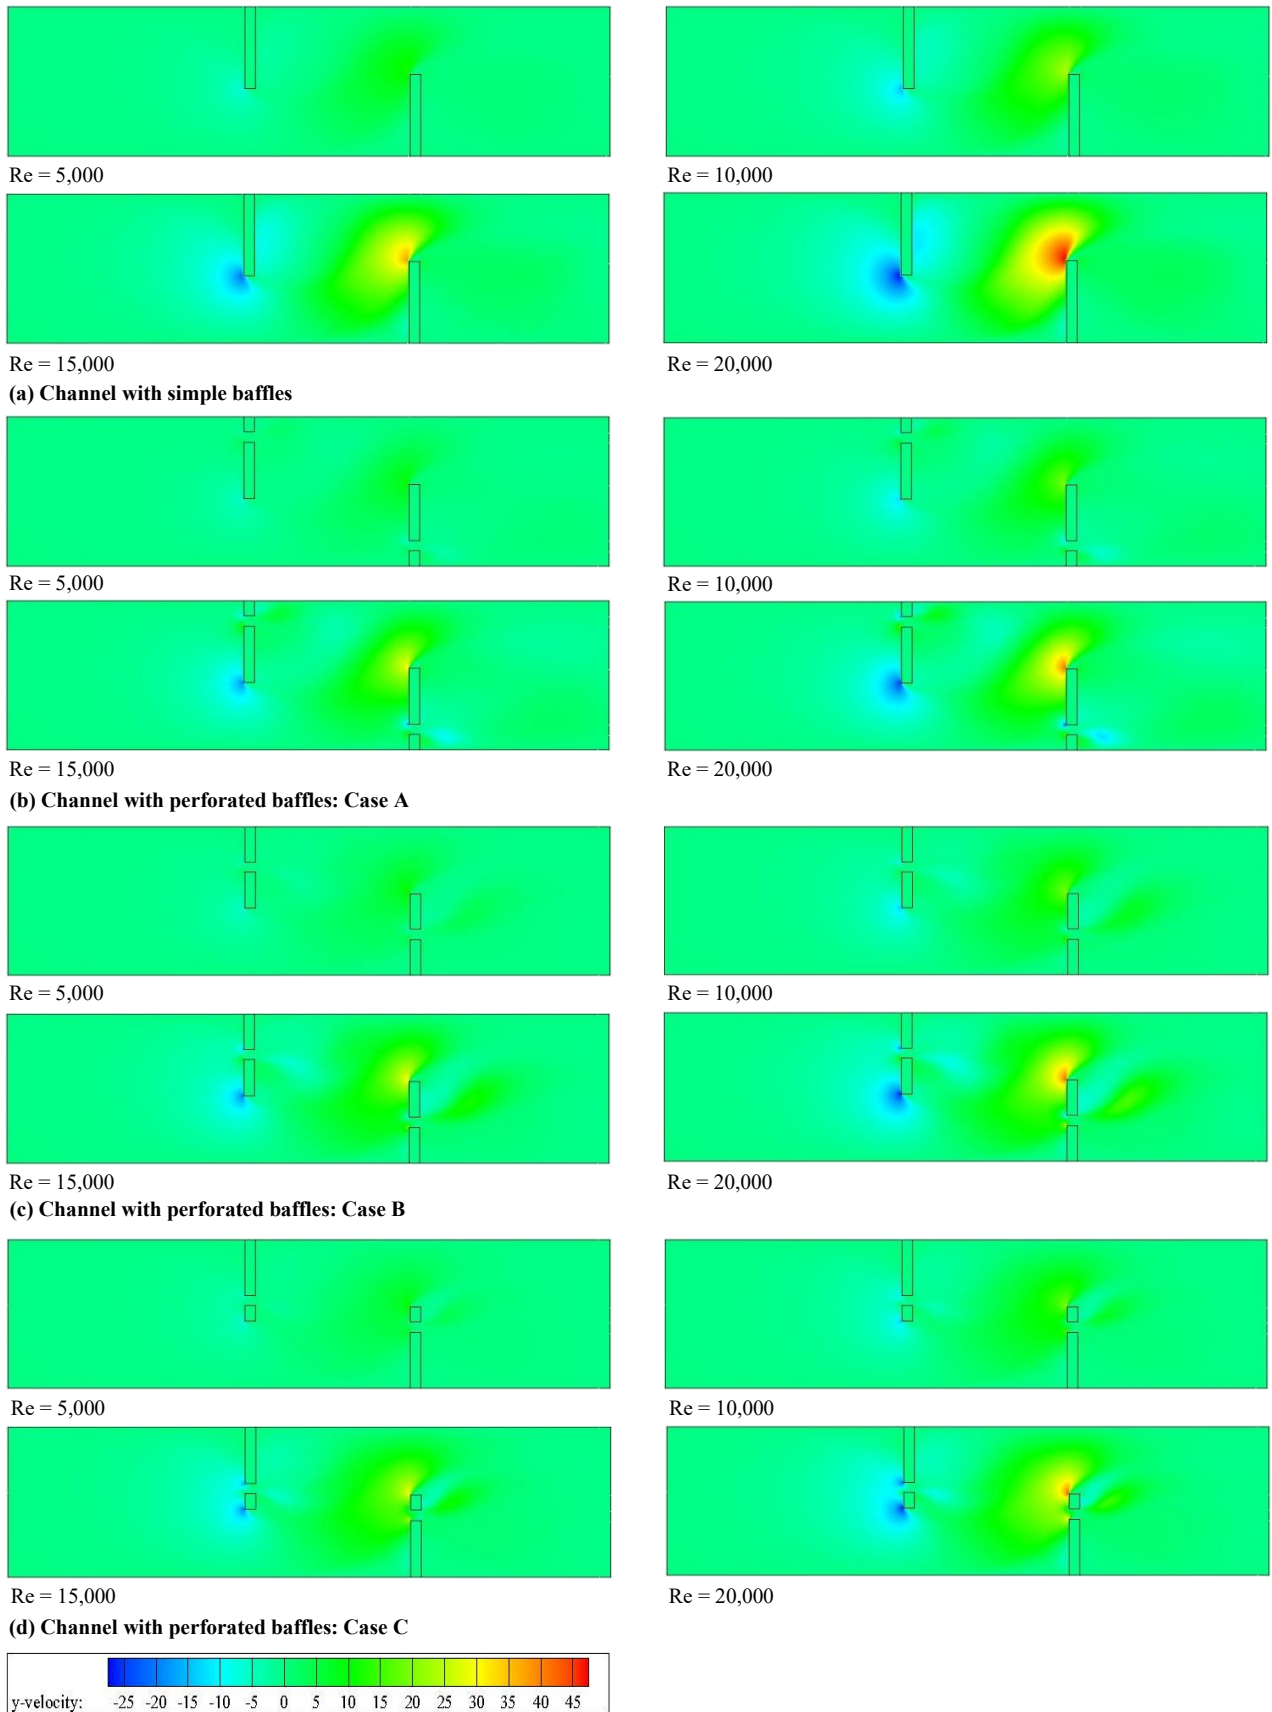 Re = 5,000
Re = 10,000
Re = 15,000
Re = 20,000
(a) Channel with simple baffles
Re = 5,000
Re = 10,000
Re = 15,000
Re = 20,000
(b) Channel with perforated baffles: Case A
Re = 5,000
Re = 10,000
Re = 15,000
Re = 20,000
(c) Channel with perforated baffles: Case B
Re = 5,000
Re = 10,000
Re = 15,000
Re = 20,000
(d) Channel with perforated baffles: Case C
y-velocity: -25 -20 -15 -10 -5 0 5 10 15 20 25 30 35 40 45